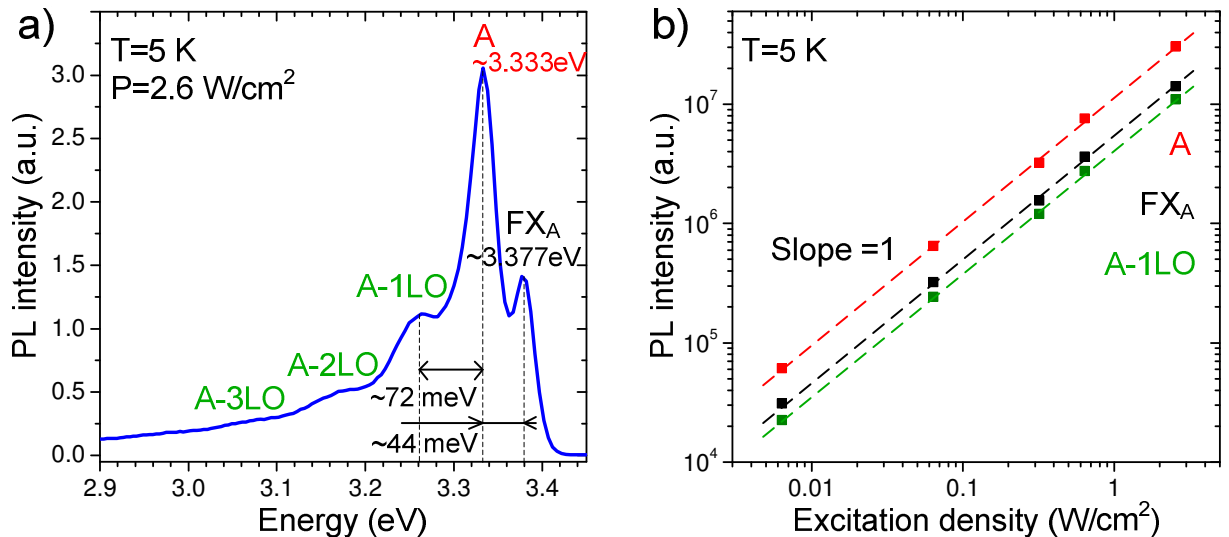 a)
T=5 K
P=2.6 W/cm²
A
~3.333eV
FX_A
~3.377eV
A-1LO
A-2LO
A-3LO
~72 meV
~44 meV
3.0
2.5
2.0
1.5
1.0
0.5
0.0
PL intensity (a.u.)
2.9 3.0 3.1 3.2 3.3 3.4
Energy (eV)
b)
T=5 K
A
FX_A
A-1LO
Slope =1
10⁷
10⁶
10⁵
10⁴
PL intensity (a.u.)
0.01 0.1 1
Excitation density (W/cm²)